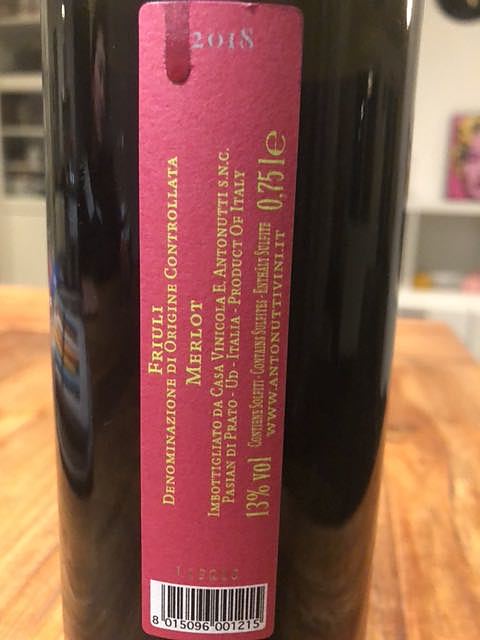 2018
FRIULI
DENOMINAZIONE DI ORIGINE CONTROLLATA
MERLOT
IMBOTTIGLIATO DA CASA VINICOLA E. ANTONUTTI S.N.C.
PASIAN DI PRATO - UD - ITALIA - PRODUCT OF ITALY
CONTIENE SOLFITI - CONTAINS SULFITES - ENTHÄLT SULFITE
13% vol WWW.ANTONUTTIVINI.IT 0,75 l e
8 015096 001215